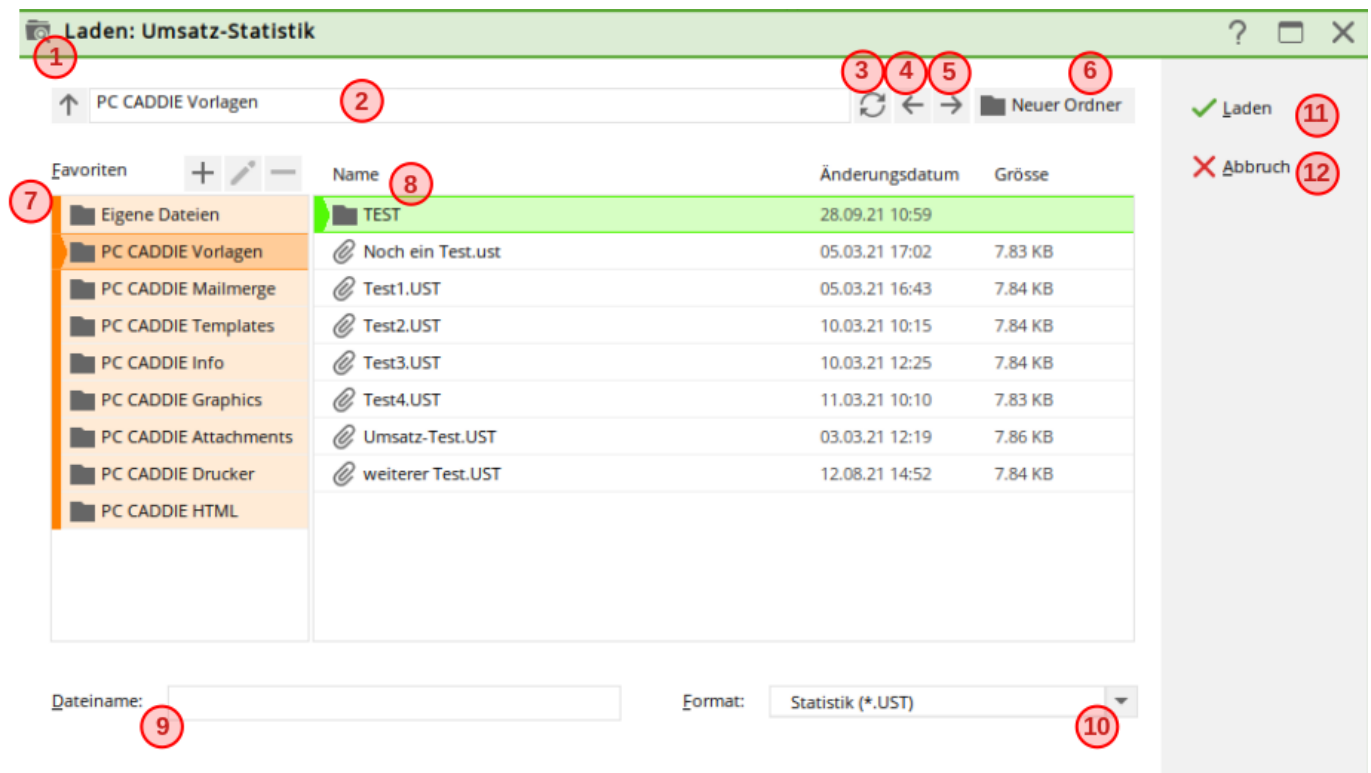 Laden: Umsatz-Statistik
1
3 4 5 6
PC CADDIE Vorlagen 2 Neuer Ordner
Laden 11
Abbruch 12
Favoriten
7
Eigene Dateien
PC CADDIE Vorlagen
PC CADDIE Mailmerge
PC CADDIE Templates
PC CADDIE Info
PC CADDIE Graphics
PC CADDIE Attachments
PC CADDIE Drucker
PC CADDIE HTML
Name 8 Änderungsdatum Grösse
TEST 28.09.21 10:59
Noch ein Test.ust 05.03.21 17:02 7.83 KB
Test1.UST 05.03.21 16:43 7.84 KB
Test2.UST 10.03.21 10:15 7.84 KB
Test3.UST 10.03.21 12:25 7.84 KB
Test4.UST 11.03.21 10:10 7.83 KB
Umsatz-Test.UST 03.03.21 12:19 7.86 KB
weiterer Test.UST 12.08.21 14:52 7.84 KB
Dateiname: Format: Statistik (*.UST)
9 10